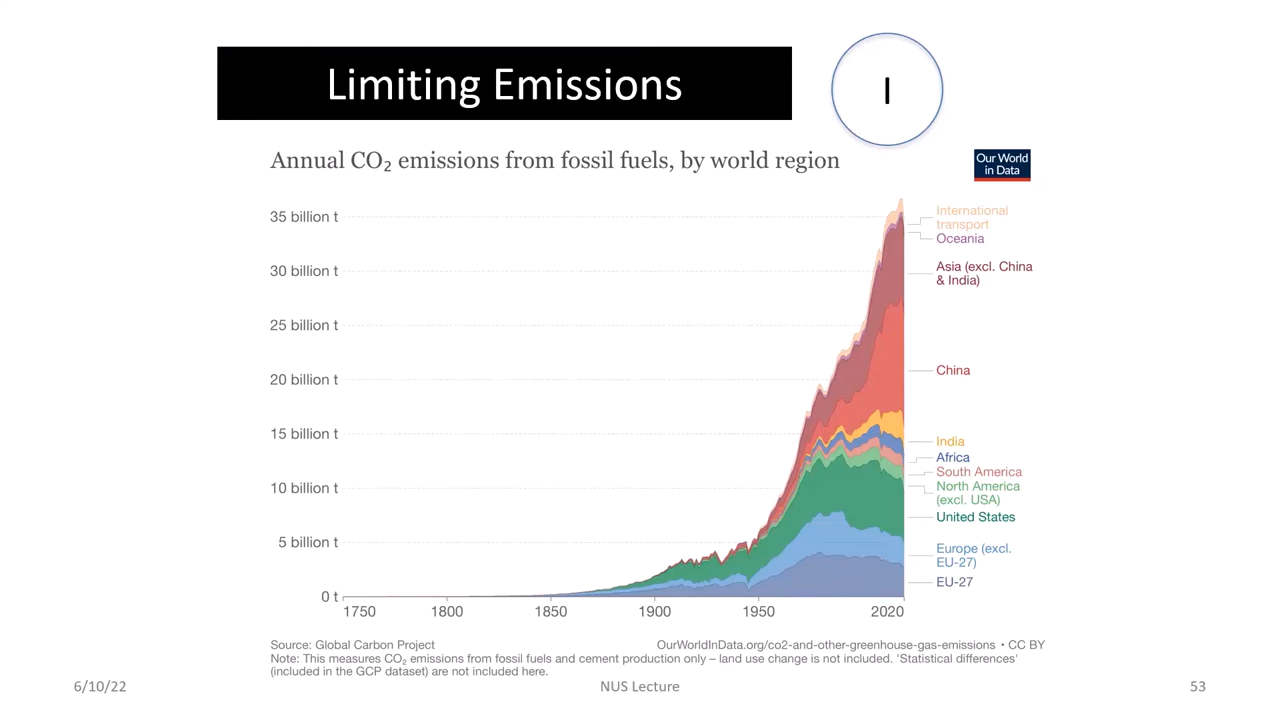 Limiting Emissions
I
Annual CO₂ emissions from fossil fuels, by world region
Our World
in Data
35 billion t
30 billion t
25 billion t
20 billion t
15 billion t
10 billion t
5 billion t
0 t
1750
1800
1850
1900
1950
2020
International
transport
Oceania
Asia (excl. China
& India)
China
India
Africa
South America
North America
(excl. USA)
United States
Europe (excl.
EU-27)
EU-27
Source: Global Carbon Project
OurWorldInData.org/co2-and-other-greenhouse-gas-emissions • CC BY
Note: This measures CO₂ emissions from fossil fuels and cement production only – land use change is not included. 'Statistical differences'
(included in the GCP dataset) are not included here.
6/10/22
NUS Lecture
53